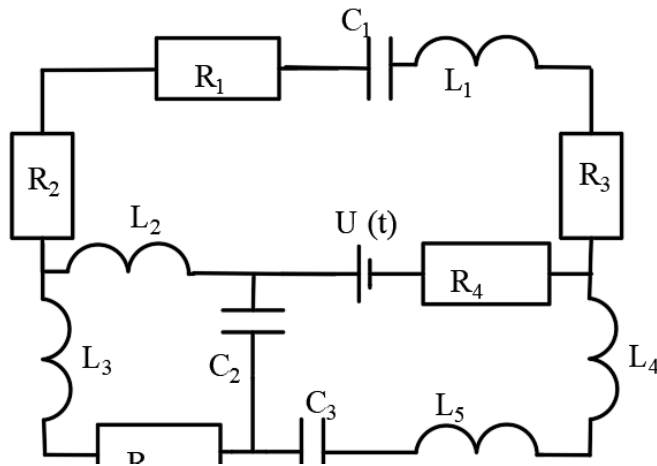 C₁
R₁
L₁
R₂
R₃
L₂
U (t)
R₄
L₃
C₂
L₄
C₃
L₅
R